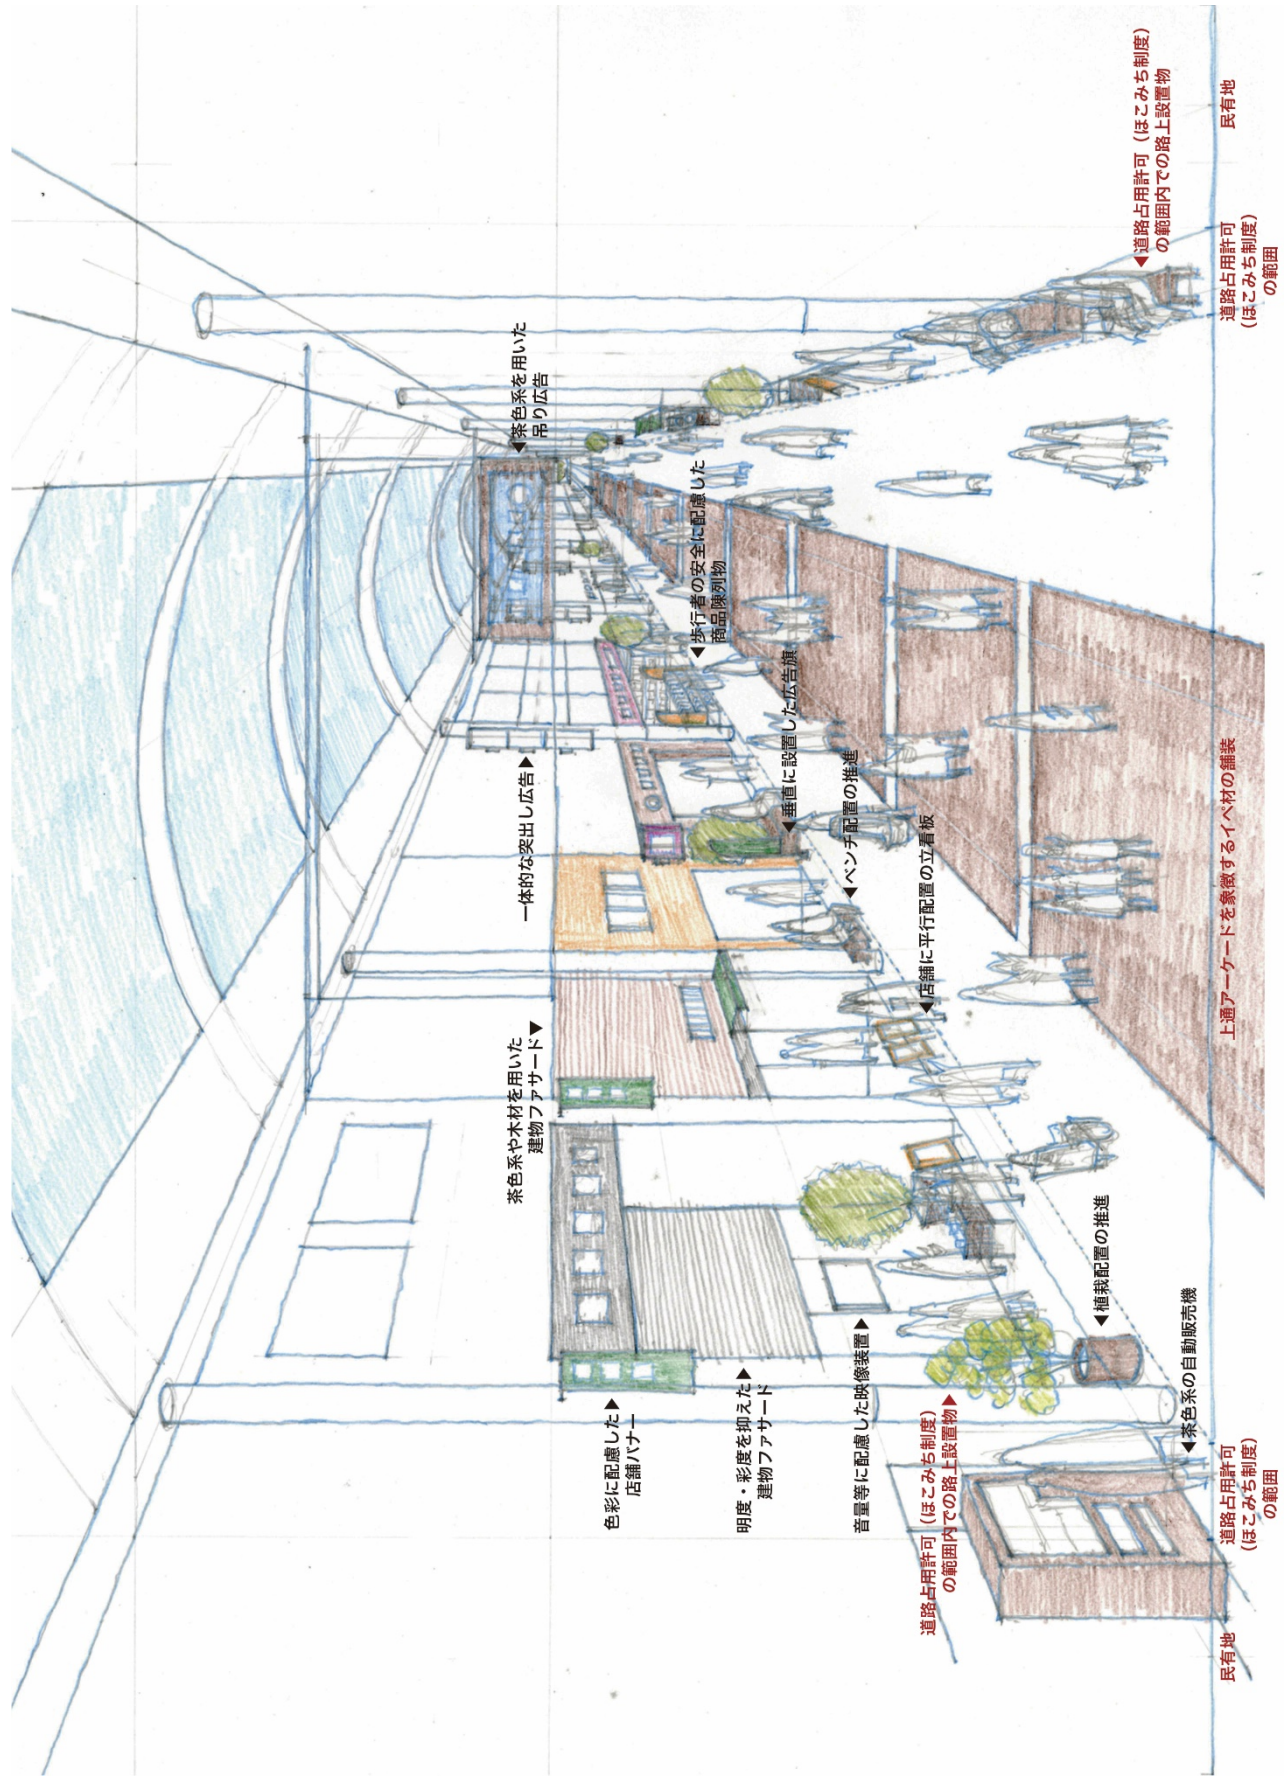 茶色系を用いた
◀吊り広告
一体的な突出し広告▶
茶色系や木材を用いた
建物ファサード▼
色彩に配慮した▶
店舗バナー
◀歩行者の安全に配慮した
商品陳列物
明度・彩度を抑えた▶
建物ファサード
◀垂直に設置した広告旗
◀ベンチ配置の推進
音量等に配慮した映像装置▶
◀店舗に平行配置の立看板
道路占用許可（ほこみち制度）
の範囲内での路上設置物▶
◀植栽配置の推進
◀道路占用許可（ほこみち制度）
の範囲内での路上設置物
◀茶色系の自動販売機
民有地
道路占用許可
（ほこみち制度）
の範囲
上通アーケードを象徴するイペ材の舗装
道路占用許可
（ほこみち制度）
の範囲
民有地